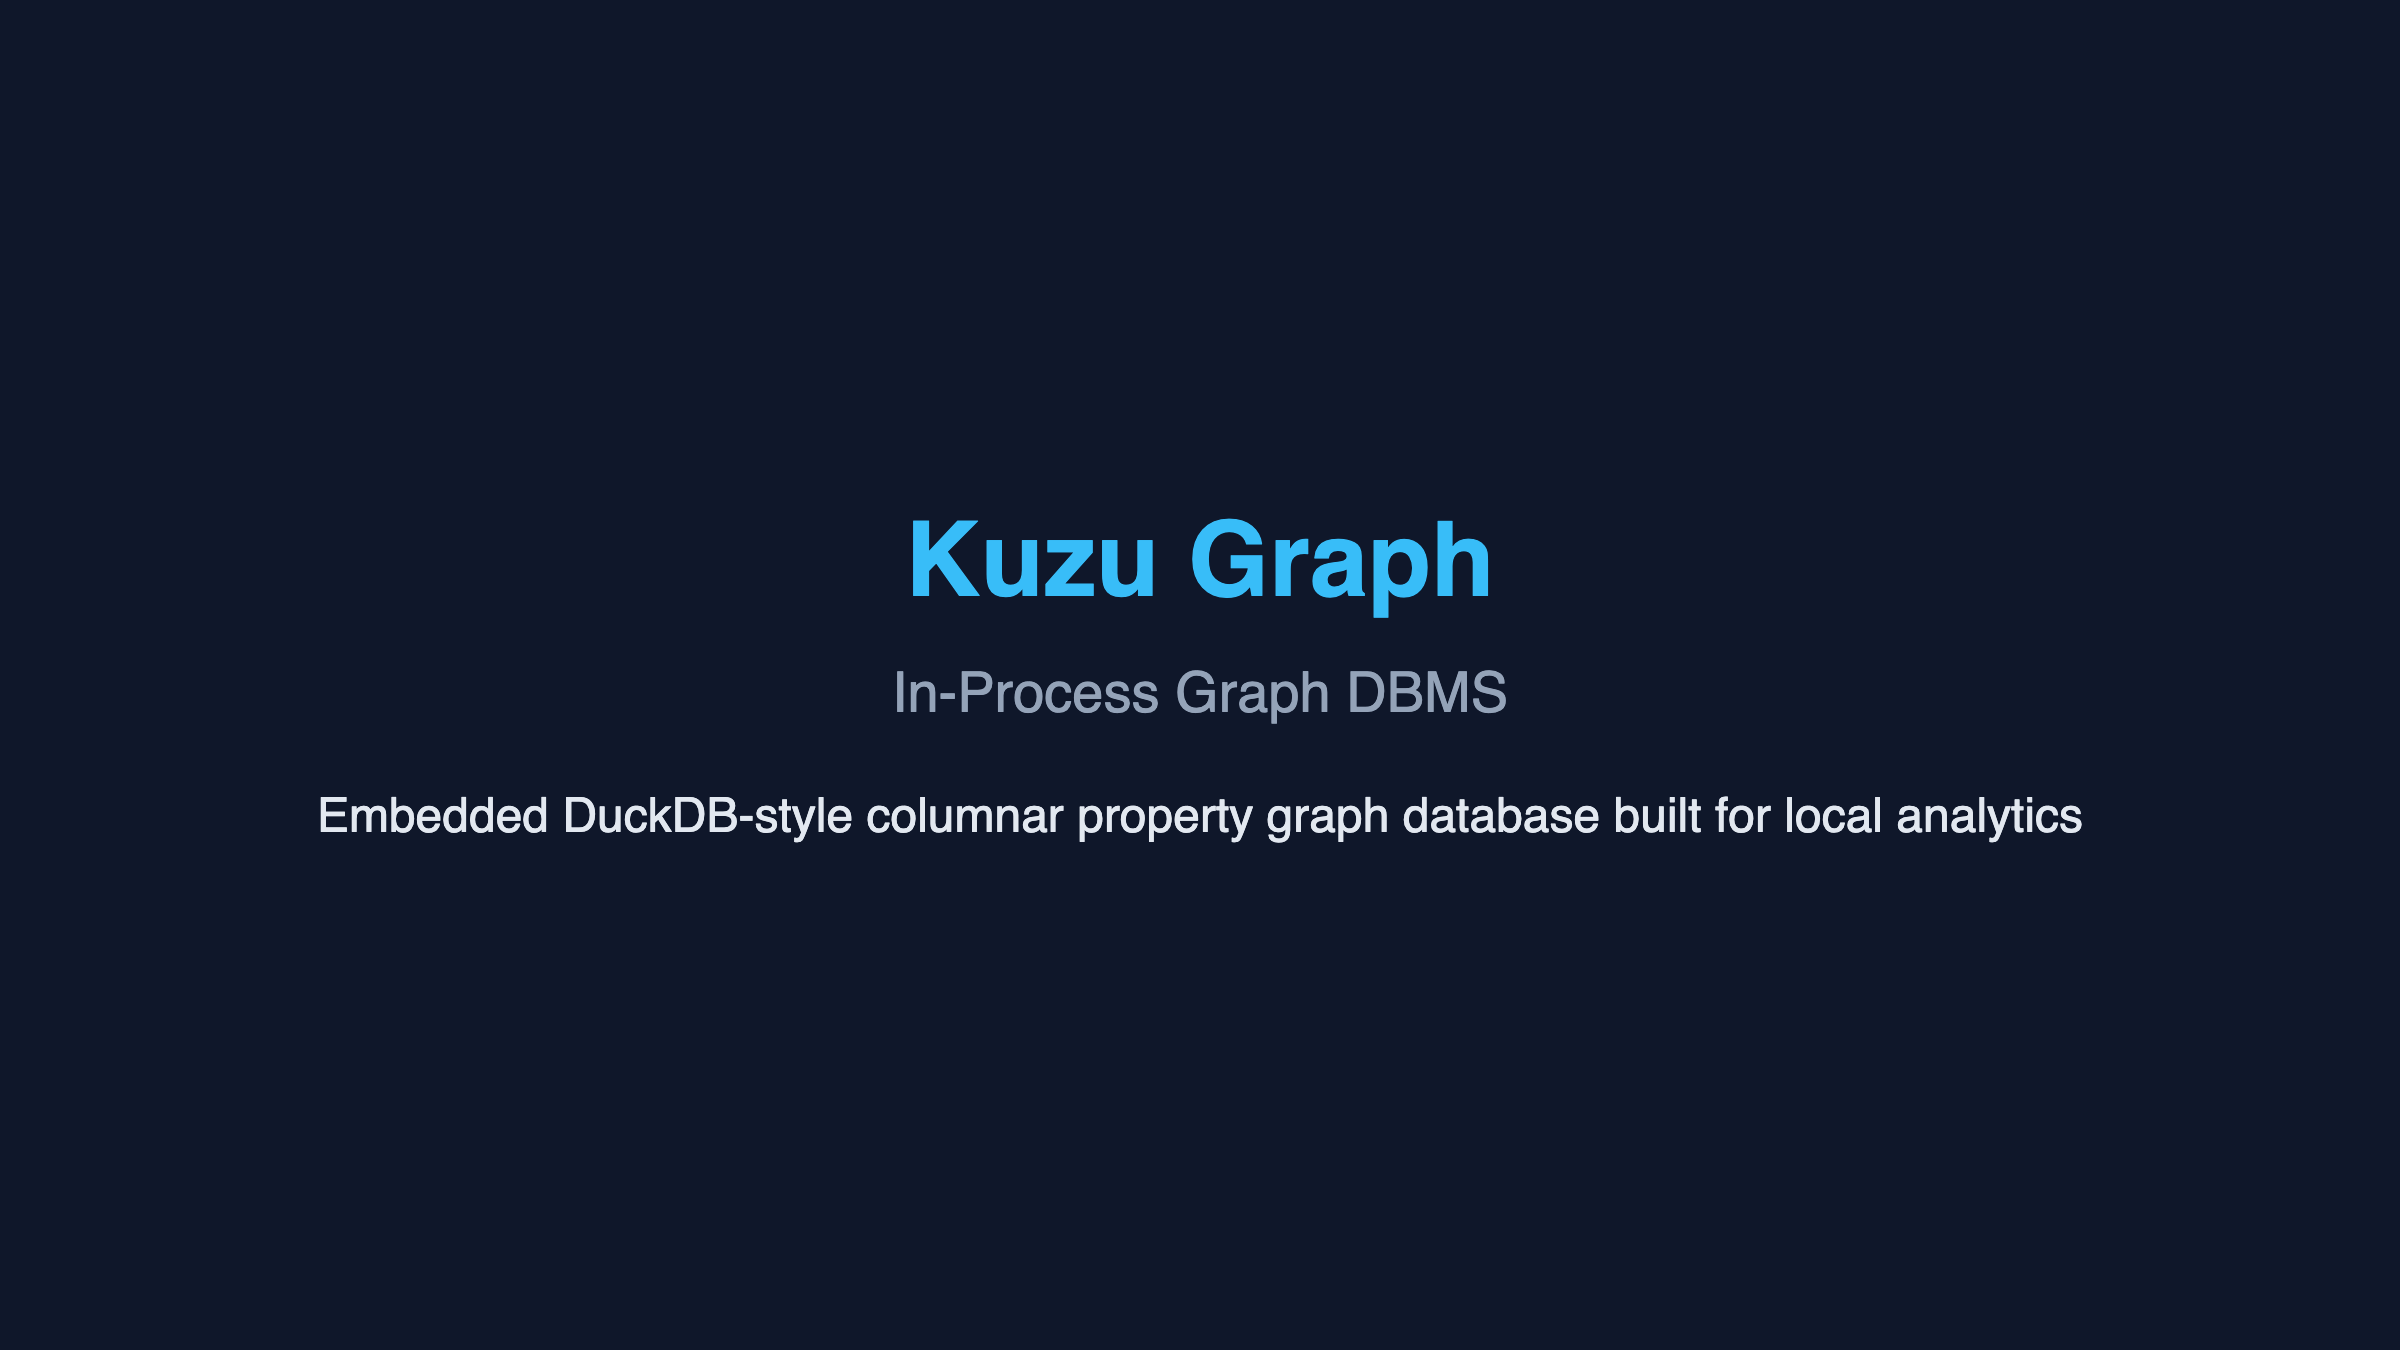 Kuzu Graph
In-Process Graph DBMS
Embedded DuckDB-style columnar property graph database built for local analytics